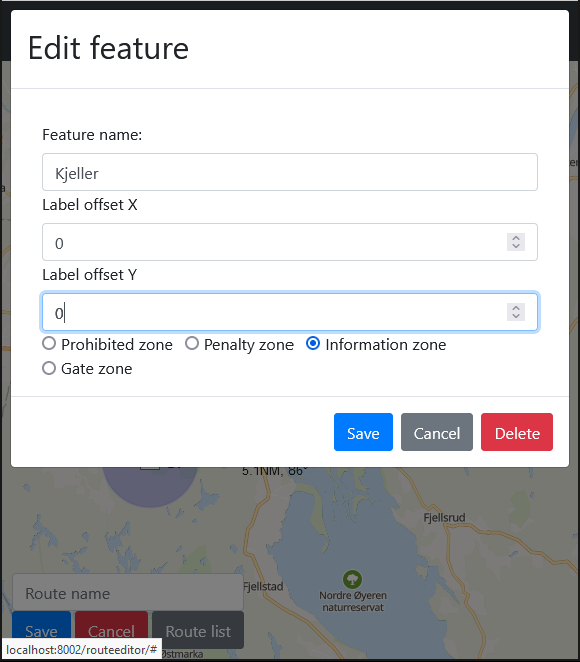 Edit feature
Feature name:
Kjeller
Label offset X
0
Label offset Y
0
Prohibited zone Penalty zone Information zone
Gate zone
Save Cancel Delete
5.1NM, 86°
Fjellsrud
Fjellstad
Nordre Øyeren
naturreservat
Route name
Save Cancel Route list
localhost:8002/routeeditor/#
Østmarka